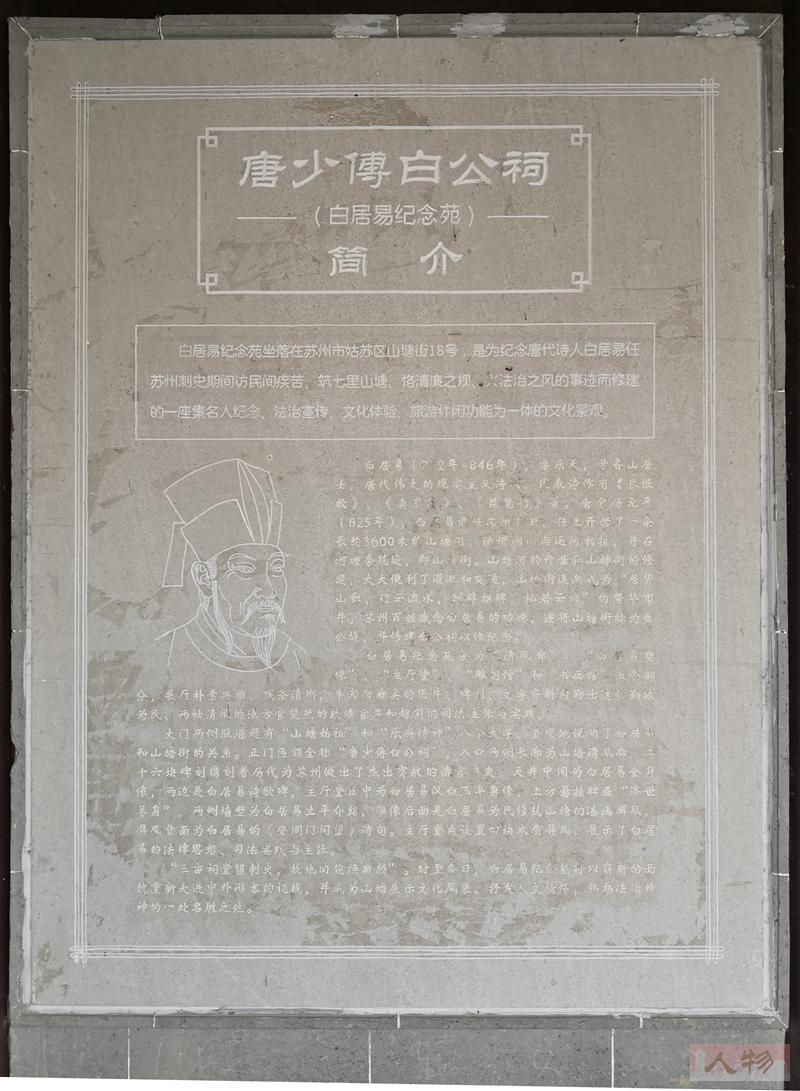 唐少傅白公祠
（白居易纪念苑）
简 介
白居易纪念苑坐落在苏州市姑苏区山塘街18号，是为纪念唐代诗人白居易任
苏州刺史期间访民间疾苦、筑七里山塘、恪清廉之规、兴法治之风的事迹而修建
的一座集名人纪念、法治宣传、文化体验、旅游休闲功能为一体的文化景观。
白居易（ 2年-846年），字乐天，号香山居
士，唐代伟大的现实主义诗人，代表诗作有《长恨
歌》、《卖炭翁》、《琵琶行》等。唐宝历元年
（825年），白居易 任苏州刺史，任上开凿了一条
长约3600米的山塘河， 与运河相接，并在
河塘旁筑堤，即山塘街。山塘河的开凿和山塘街的修
建，大大便利了灌溉和交通，山塘街逐渐成为“居货
山积，行云流水，列肆招牌，灿若云锦”的繁华市
井。苏州百姓感念白居易的功德，遂将山塘街称为白
公堤，并修建白公祠以作纪念。
白居易纪念苑分为“清风廊”、“白居易塑
像”、“主厅堂”、“雕刻馆”和“书画馆”五个部
分，展厅朴素典雅，线条清晰，丰富而翔实的图片、碑刻、文字资料勾勒出这位勤政
为民、两袖清风的地方官斐然的政绩官声和超前的司法主张与实践。
大门两侧照墙题有“山塘始祖”和“乐府诗神”八个大字，直观地说明了白居易
和山塘街的关系。正门匾额全称“唐少傅白公祠”，入口两侧长廊为山塘清风廊，二
十六块碑刻镌刻着历代为苏州做出了杰出贡献的清官 吏。天井中间为白居易全身
像，两边是白居易诗歌碑，主厅堂正中为白居易汉白玉半身像，上方悬挂牌匾“济世
”，两侧墙壁为白居易生平介绍，雕像后面是白居易为民修筑山塘的漆画屏风，
屏风背面为白居易的《登阊门闲望》诗句。主厅堂内设置四块木质屏风，展示了白居
易的法律思想、司法实践与主张。
“三亩祠堂留刺史，故地旧貌换新颜”。时至今日，白居易纪念苑将以崭新的面
貌重新走进中外游客的视线，并成为山塘展示文化风采、抒发人文情怀，弘扬法治精
神的一处名胜之地。
人物